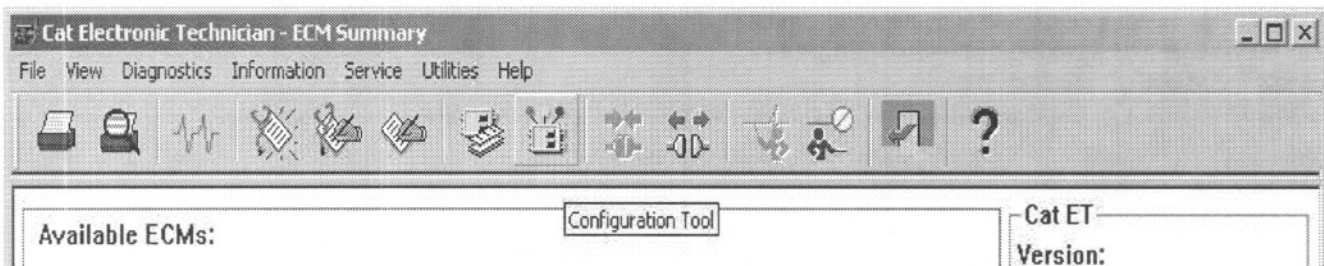 Cat Electronic Technician - ECM Summary
File View Diagnostics Information Service Utilities Help
?
Configuration Tool
Available ECMs:
Cat ET
Version: